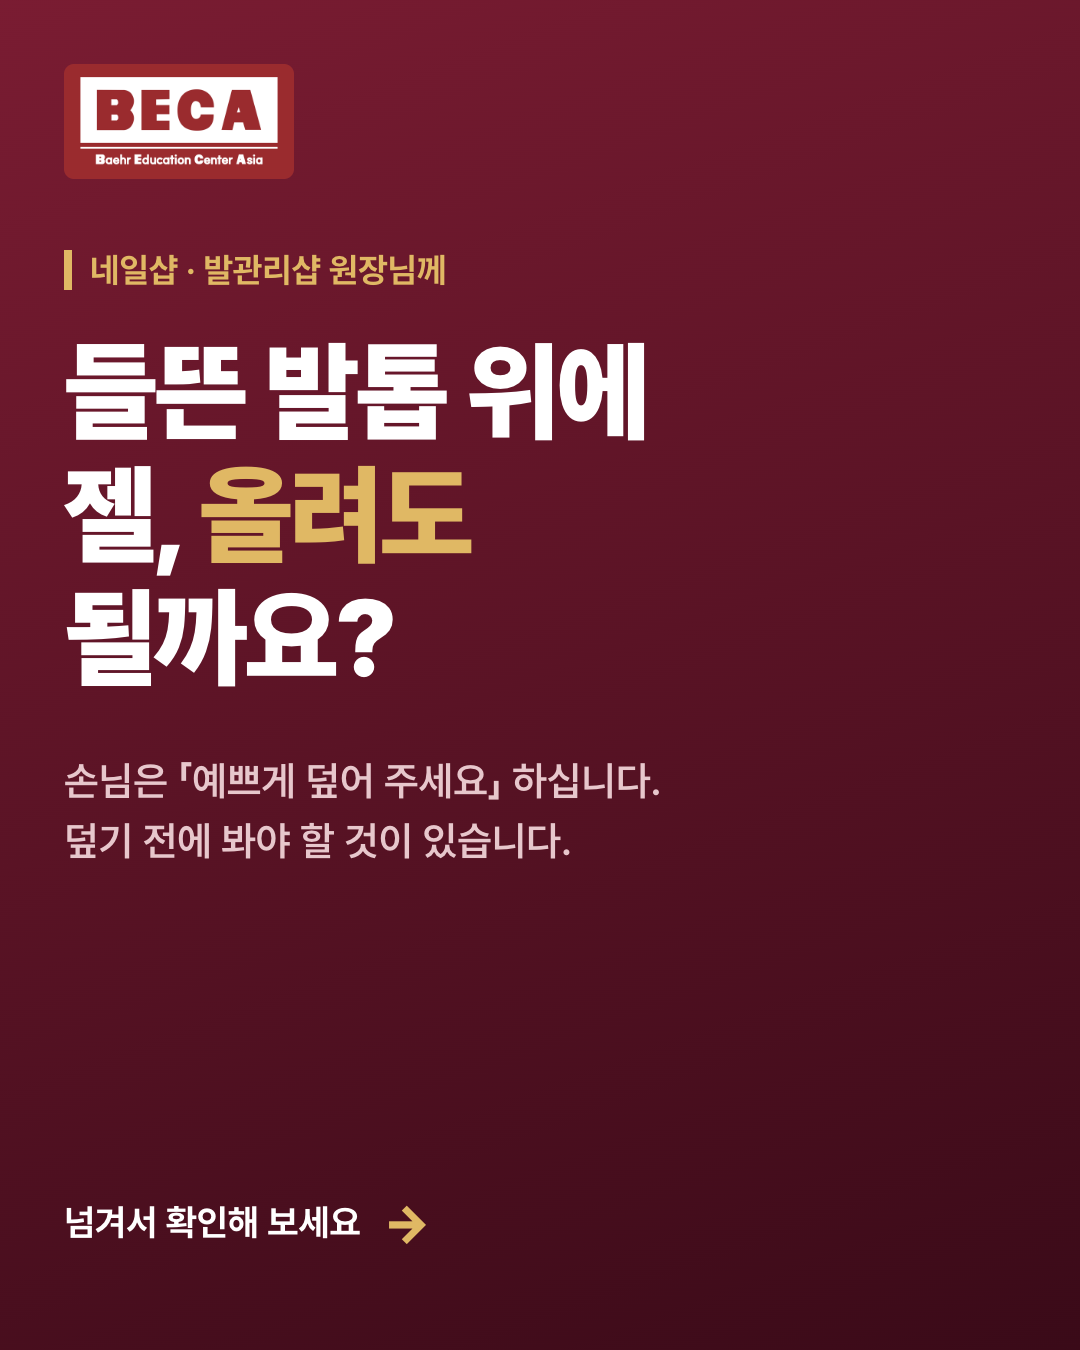 BECA
Baehr Education Center Asia
네일샵 · 발관리샵 원장님께
들뜬 발톱 위에
젤, 올려도
될까요?
손님은 「예쁘게 덮어 주세요」 하십니다.
덮기 전에 봐야 할 것이 있습니다.
넘겨서 확인해 보세요 →